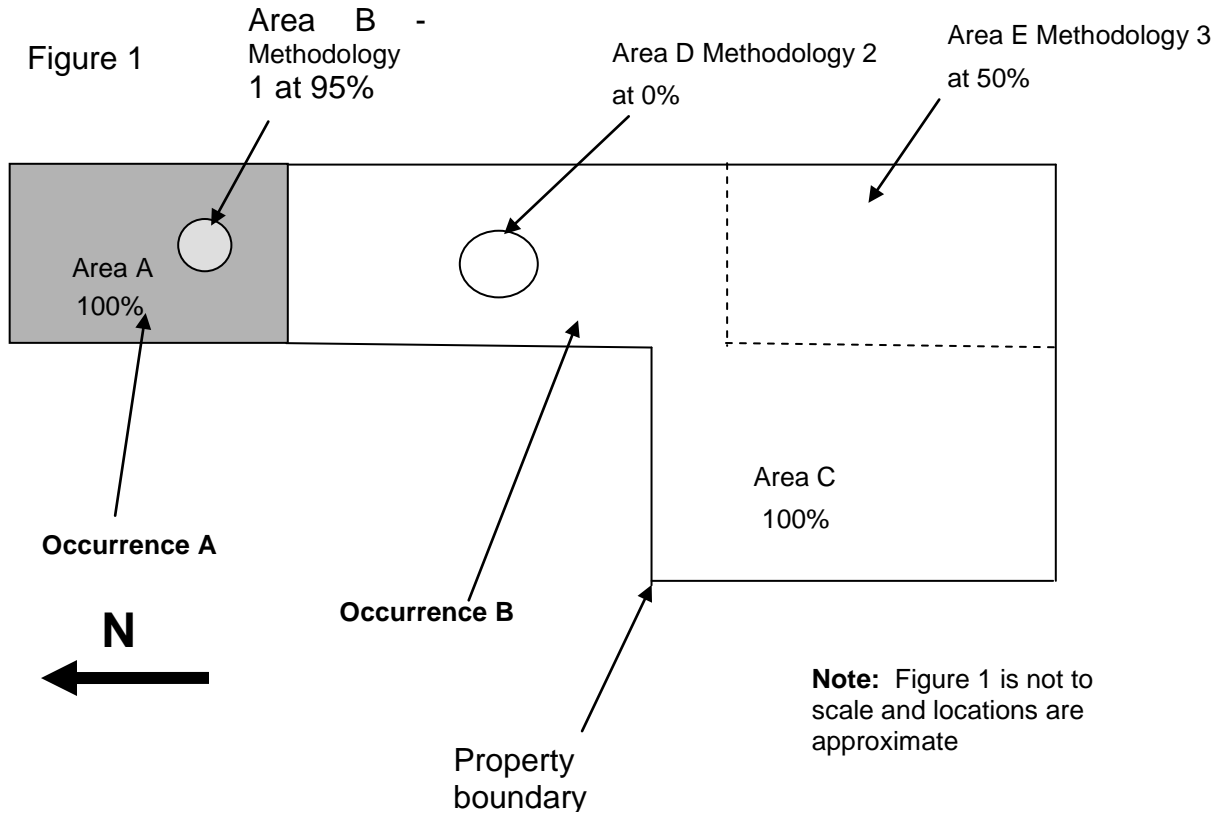 Figure 1
Area B -
Methodology
1 at 95%
Area D Methodology 2
at 0%
Area E Methodology 3
at 50%
Area A
100%
Area C
100%
Occurrence A
Occurrence B
N
Note: Figure 1 is not to
scale and locations are
approximate
Property
boundary